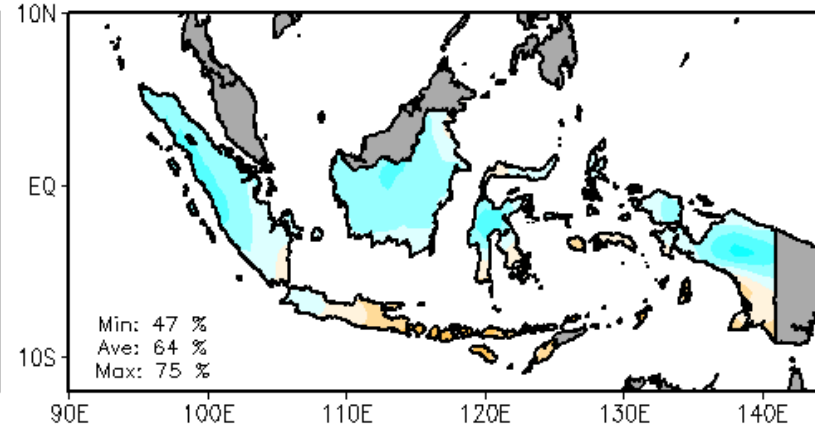 10N
EQ
Min: 47 %
Ave: 64 %
Max: 75 %
10S
90E 100E 110E 120E 130E 140E